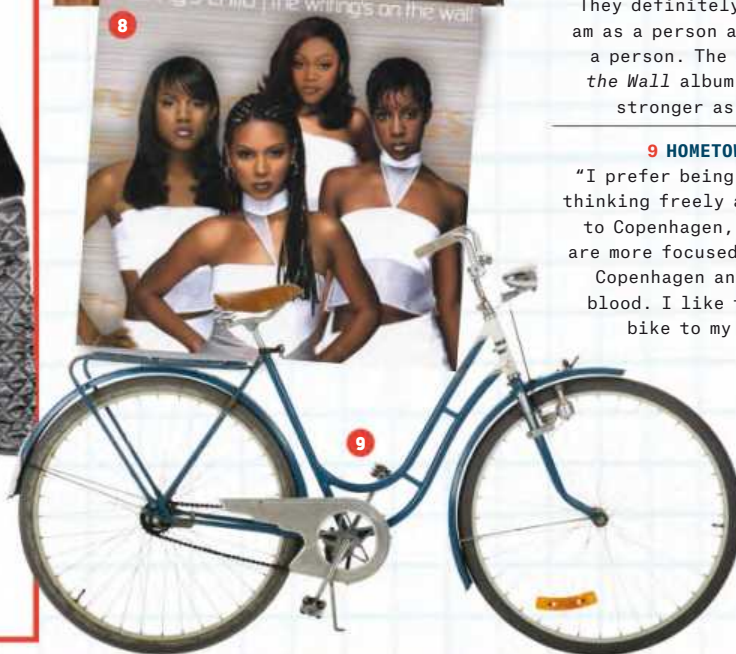 child | the writing's on the wall
8
They definitely
am as a person a
a person. The
the Wall album
stronger as
9 HOMETO
"I prefer being
thinking freely a
to Copenhagen,
are more focused
Copenhagen an
blood. I like
bike to my
9